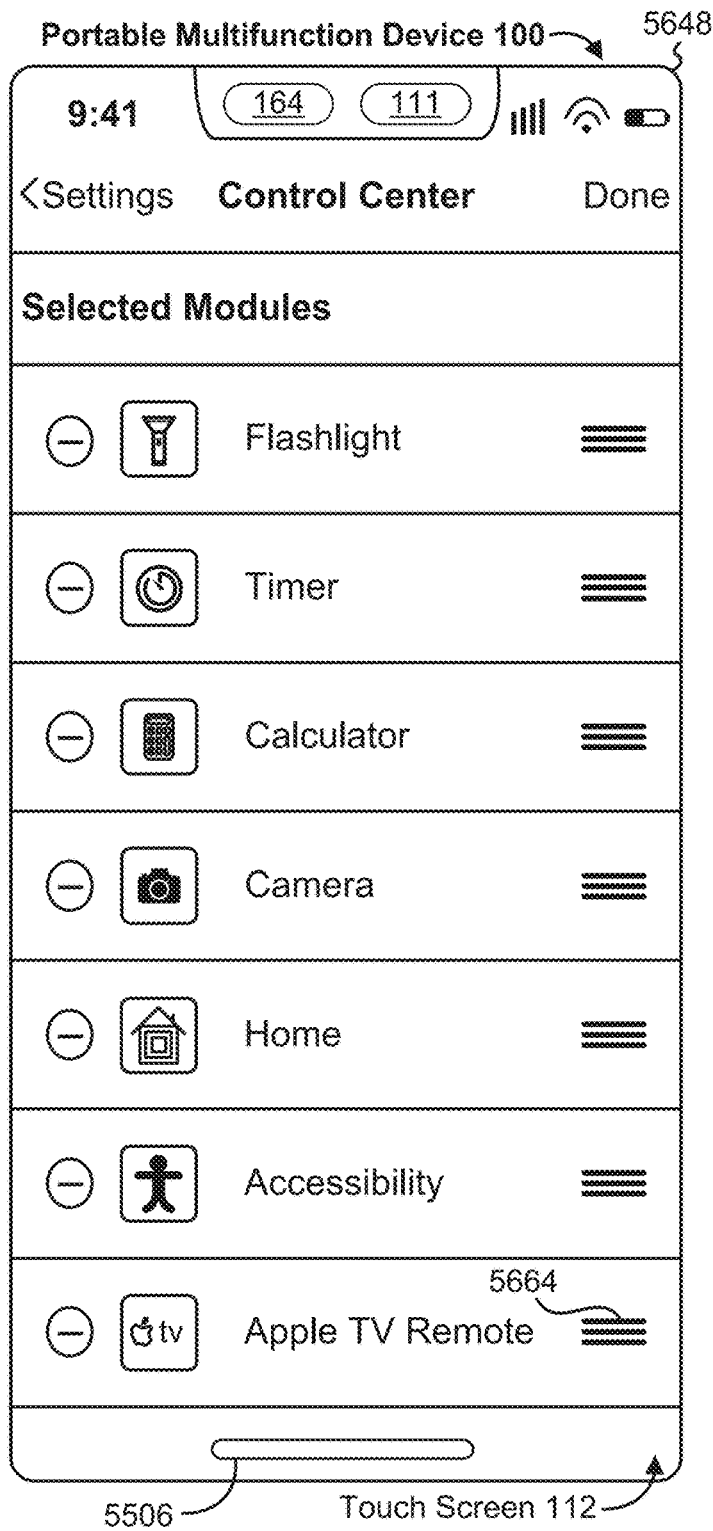 Portable Multifunction Device 100
5648
9:41
164
111
<Settings Control Center Done
Selected Modules
Flashlight
Timer
Calculator
Camera
Home
Accessibility
5664
tv
Apple TV Remote
5506
Touch Screen 112